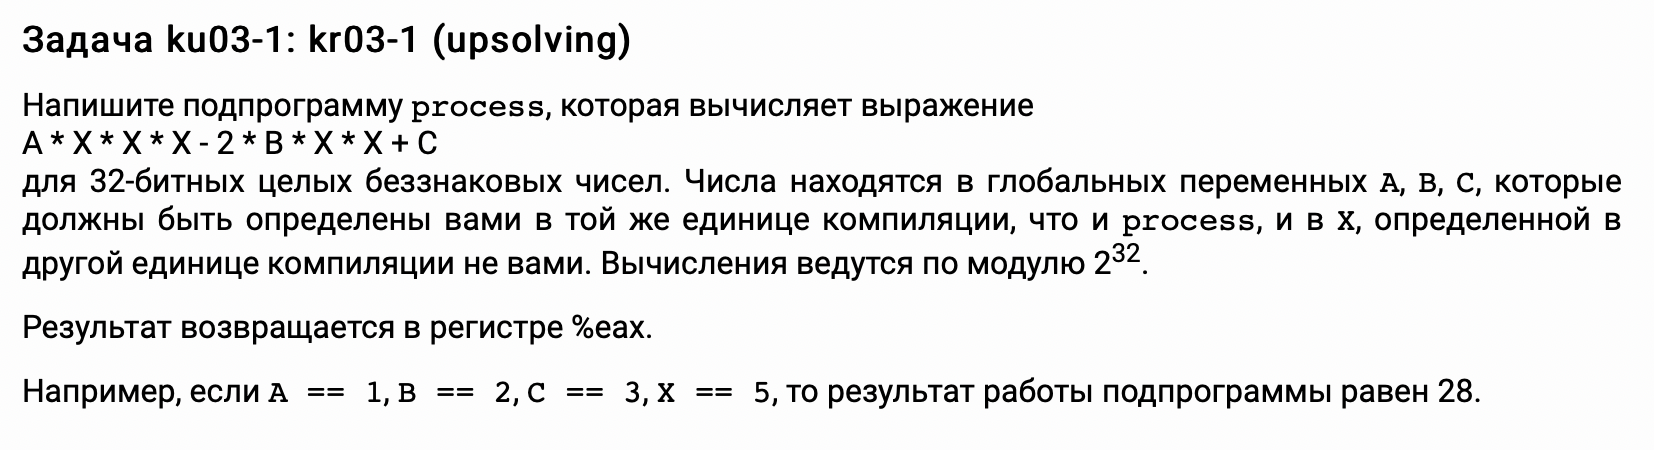 Задача ku03-1: kr03-1 (upsolving)
Напишите подпрограмму process, которая вычисляет выражение
A * X * X * X - 2 * B * X * X + C
для 32-битных целых беззнаковых чисел. Числа находятся в глобальных переменных A, B, C, которые
должны быть определены вами в той же единице компиляции, что и process, и в X, определенной в
другой единице компиляции не вами. Вычисления ведутся по модулю 2³².
Результат возвращается в регистре %eax.
Например, если A == 1, B == 2, C == 3, X == 5, то результат работы подпрограммы равен 28.